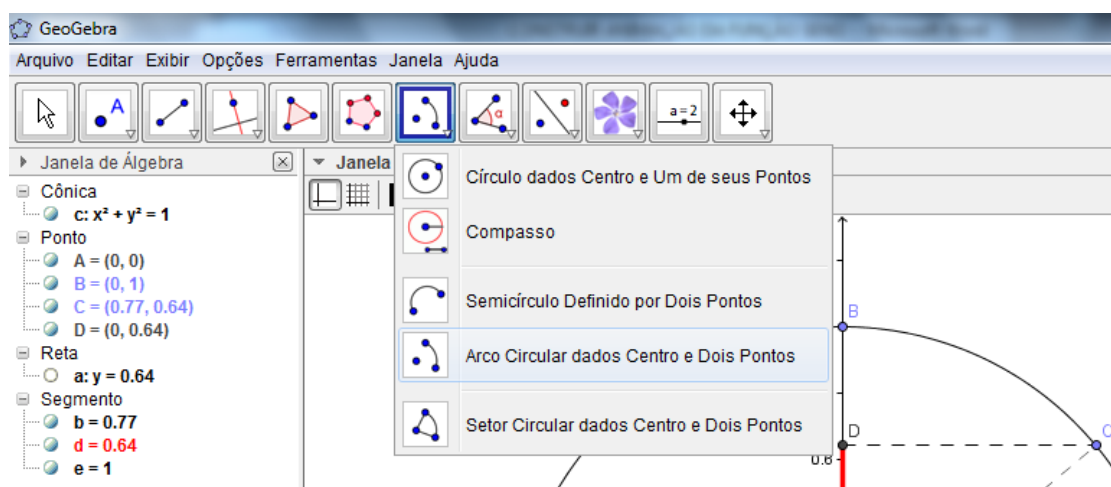 GeoGebra
Arquivo Editar Exibir Opções Ferramentas Janela Ajuda
A
α
a=2
Janela de Álgebra
Janela
Cônica
c: x² + y² = 1
Ponto
A = (0, 0)
B = (0, 1)
C = (0.77, 0.64)
D = (0, 0.64)
Reta
a: y = 0.64
Segmento
b = 0.77
d = 0.64
e = 1
Círculo dados Centro e Um de seus Pontos
Compasso
Semicírculo Definido por Dois Pontos
Arco Circular dados Centro e Dois Pontos
Setor Circular dados Centro e Dois Pontos
B
D
C
0.6